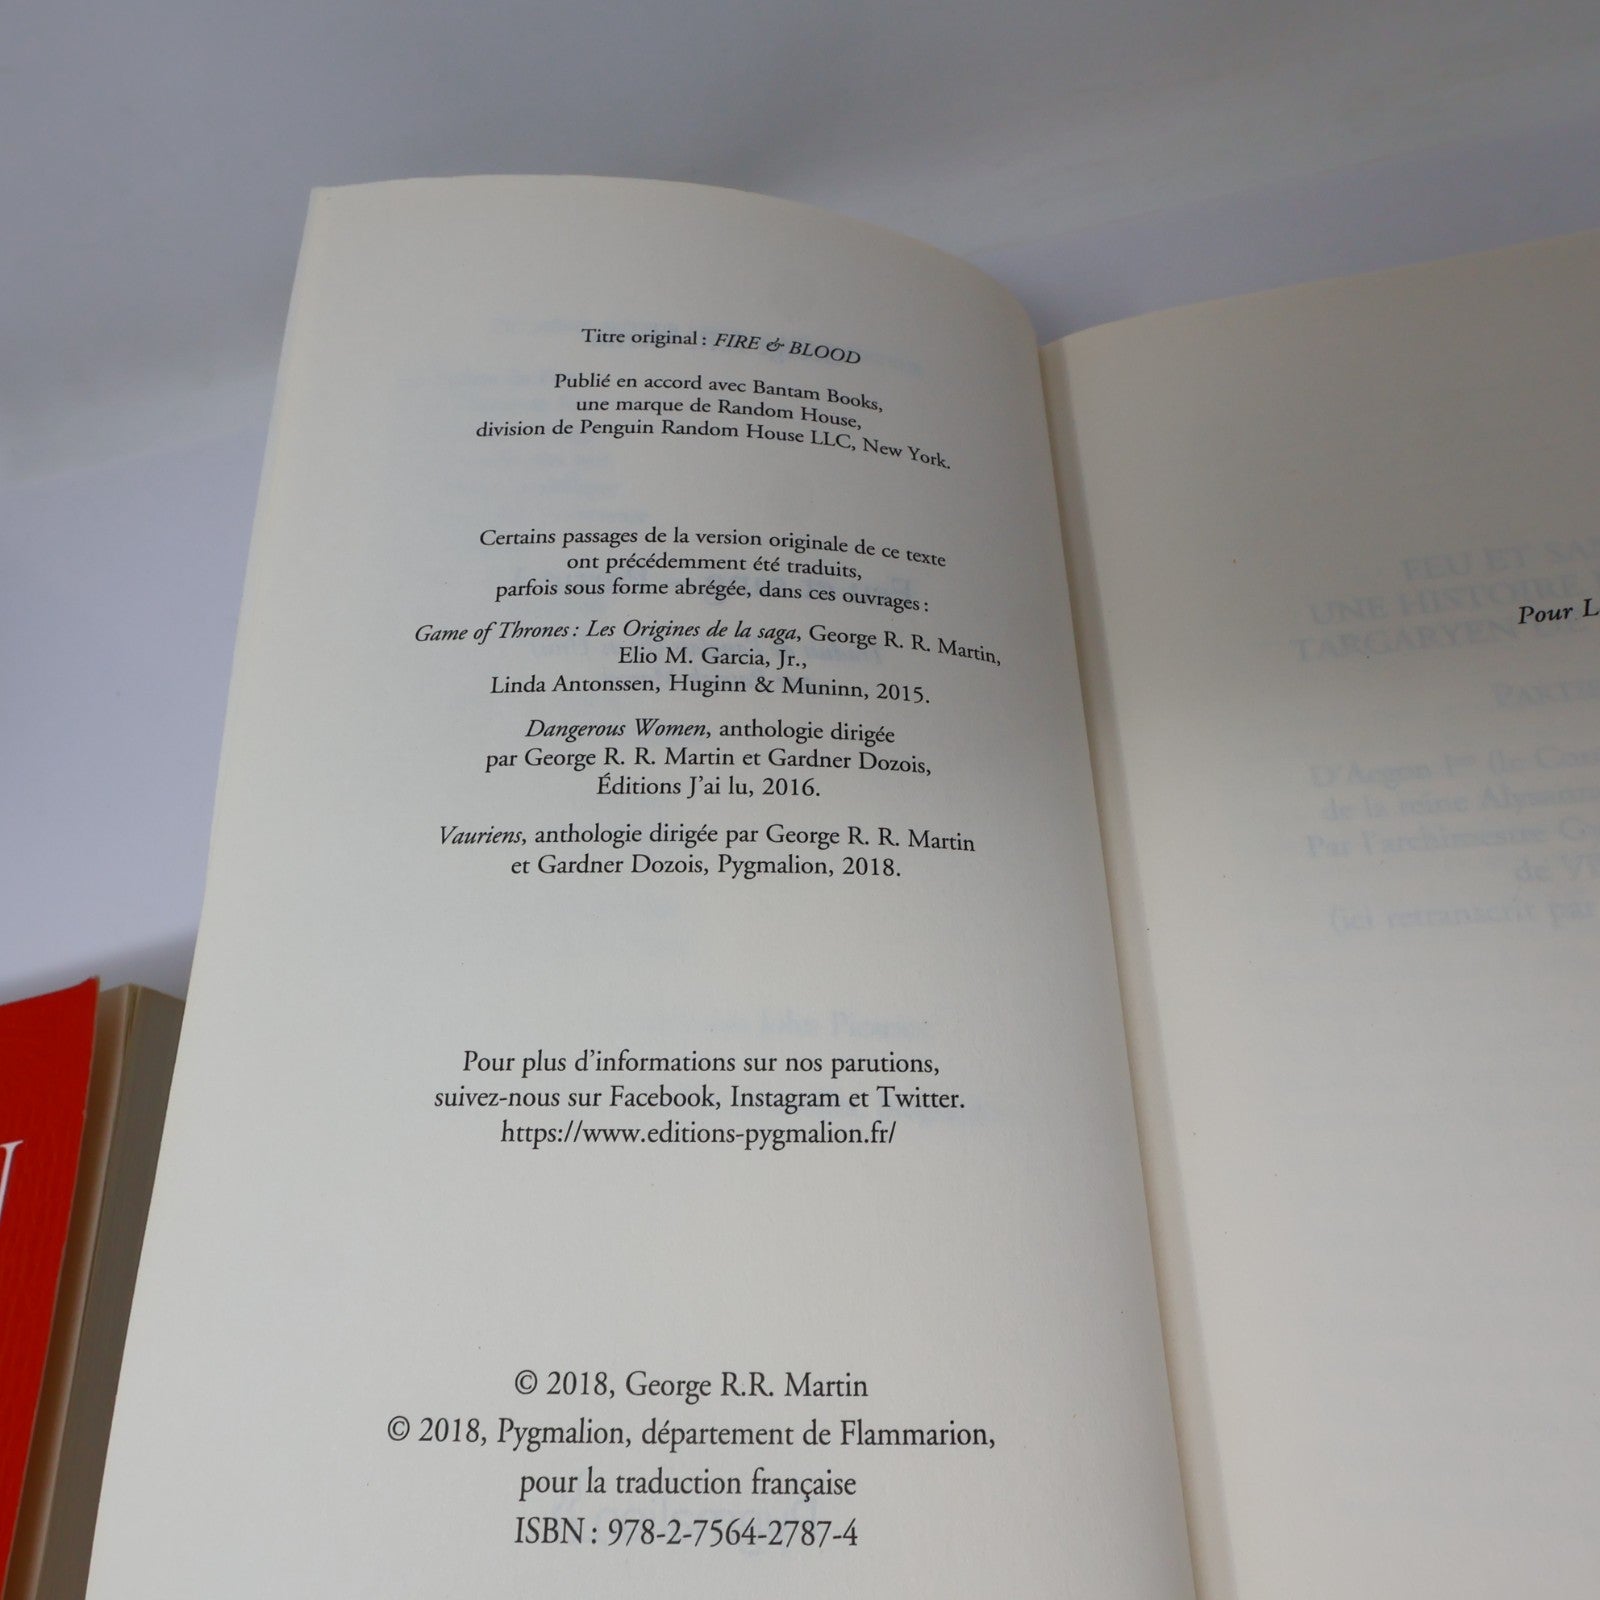 Titre original : FIRE & BLOOD
Publié en accord avec Bantam Books,
une marque de Random House,
division de Penguin Random House LLC, New York.
Certains passages de la version originale de ce texte
ont précédemment été traduits,
parfois sous forme abrégée, dans ces ouvrages :
Game of Thrones : Les Origines de la saga, George R. R. Martin,
Elio M. Garcia, Jr.,
Linda Antonssen, Huginn & Muninn, 2015.
Dangerous Women, anthologie dirigée
par George R. R. Martin et Gardner Dozois,
Éditions J'ai lu, 2016.
Vauriens, anthologie dirigée par George R. R. Martin
et Gardner Dozois, Pygmalion, 2018.
Pour plus d'informations sur nos parutions,
suivez-nous sur Facebook, Instagram et Twitter.
https://www.editions-pygmalion.fr/
© 2018, George R.R. Martin
© 2018, Pygmalion, département de Flammarion,
pour la traduction française
ISBN : 978-2-7564-2787-4
Pour L